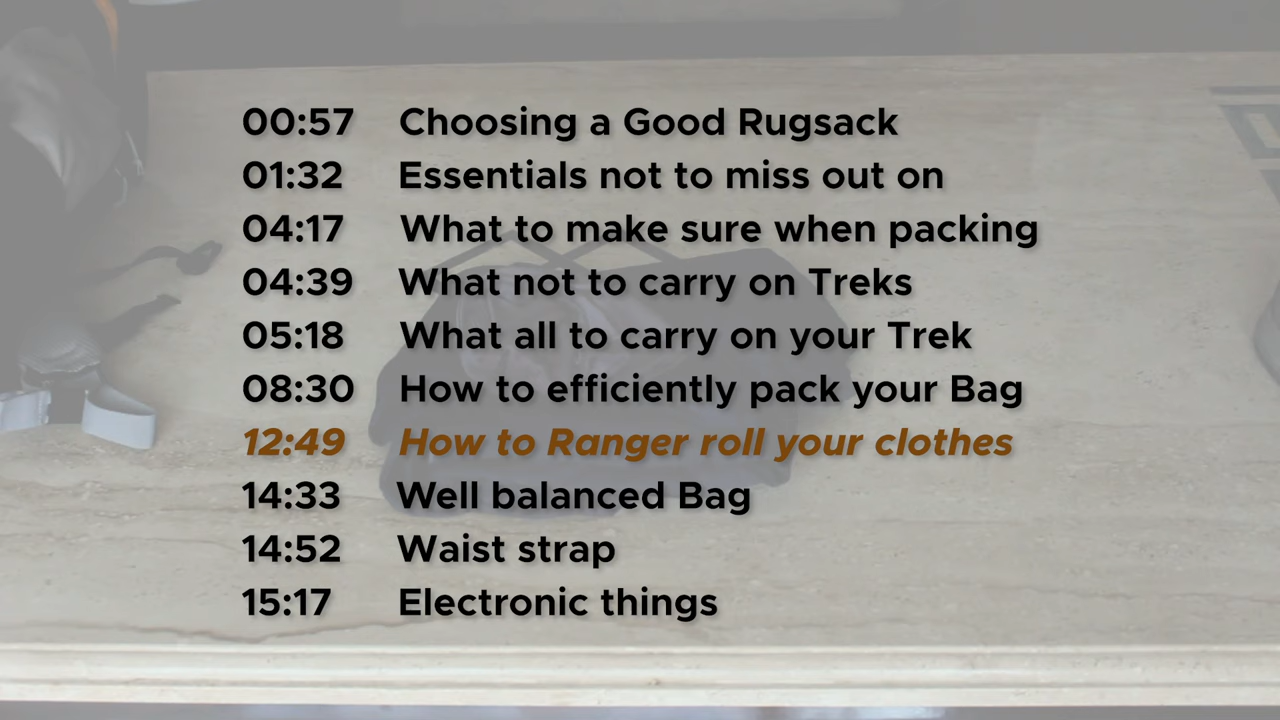 00:57 Choosing a Good Rugsack
01:32 Essentials not to miss out on
04:17 What to make sure when packing
04:39 What not to carry on Treks
05:18 What all to carry on your Trek
08:30 How to efficiently pack your Bag
12:49 How to Ranger roll your clothes
14:33 Well balanced Bag
14:52 Waist strap
15:17 Electronic things